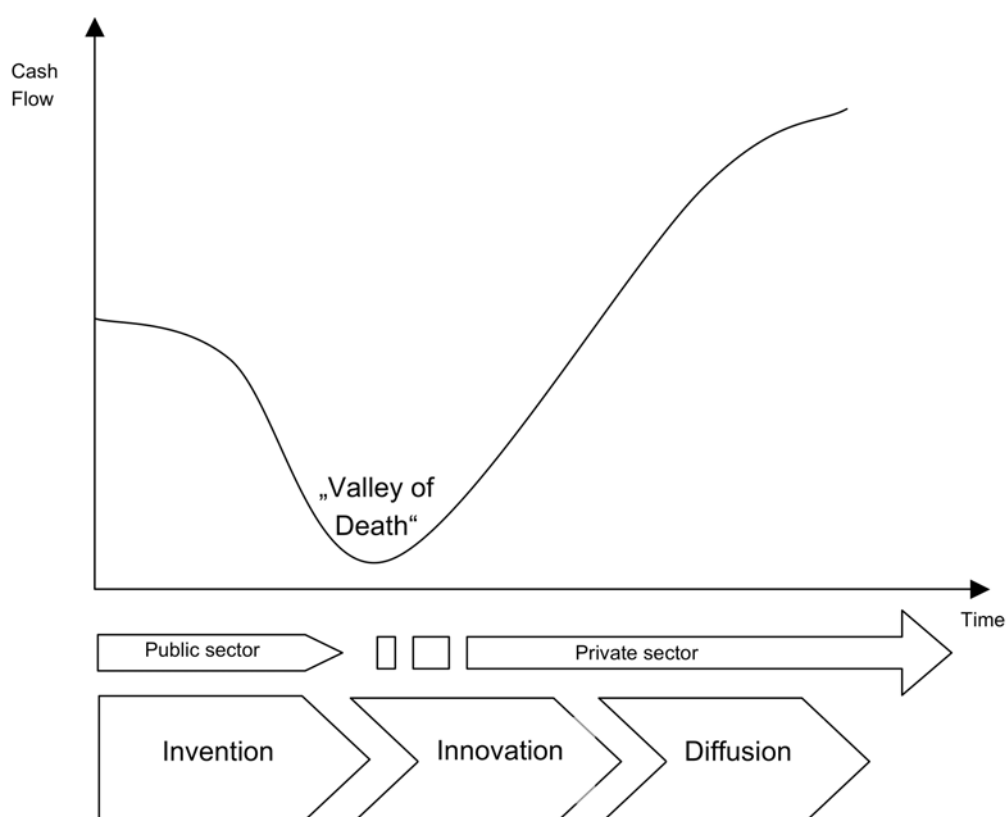 Cash
Flow
„Valley of
Death“
Time
Public sector
Private sector
Invention
Innovation
Diffusion